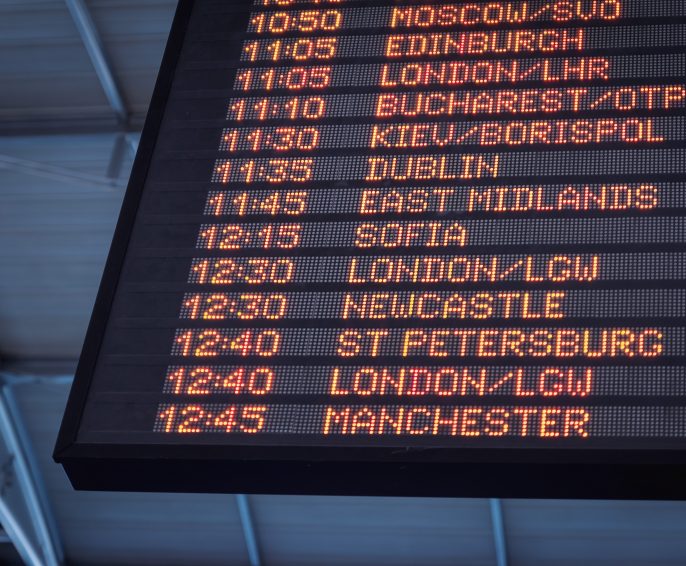 10:50 MOSCOW/SVO
11:05 EDINBURGH
11:05 LONDON/LHR
11:10 BUCHAREST/OTP
11:30 KIEV/BORISPOL
11:35 DUBLIN
11:45 EAST MIDLANDS
12:15 SOFIA
12:30 LONDON/LGW
12:30 NEWCASTLE
12:40 ST PETERSBURG
12:40 LONDON/LGW
12:45 MANCHESTER